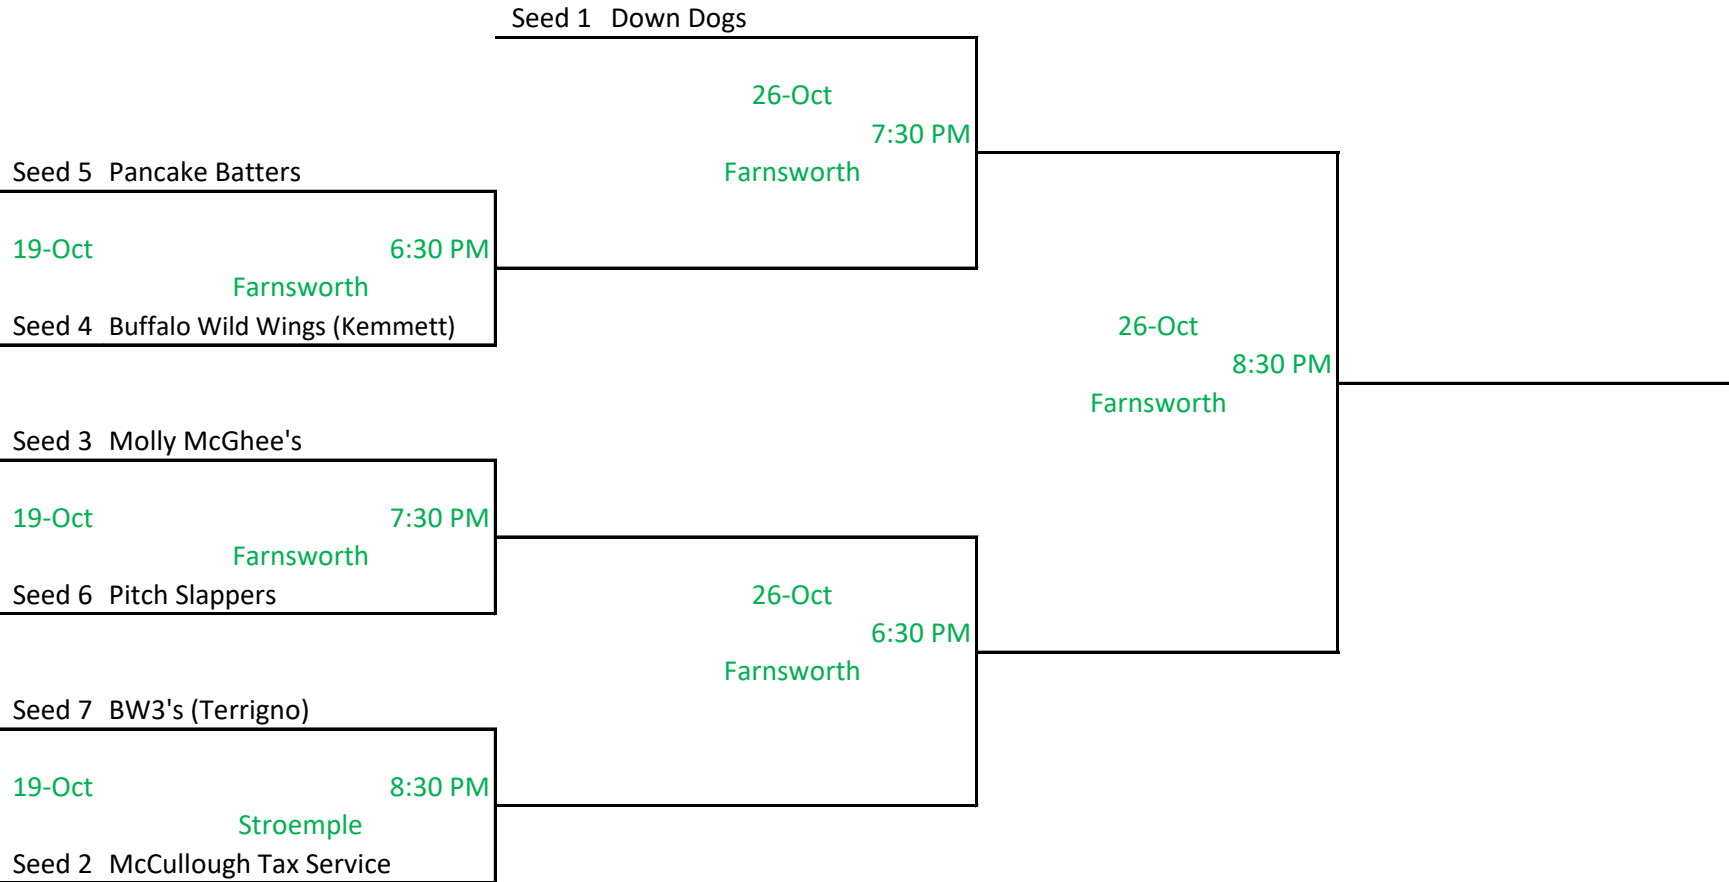 Seed 1 Down Dogs
26-Oct
7:30 PM
Farnsworth
Seed 5 Pancake Batters
19-Oct 6:30 PM
Farnsworth
Seed 4 Buffalo Wild Wings (Kemmett)
26-Oct
8:30 PM
Farnsworth
Seed 3 Molly McGhee's
19-Oct 7:30 PM
Farnsworth
Seed 6 Pitch Slappers
26-Oct
6:30 PM
Farnsworth
Seed 7 BW3's (Terrigno)
19-Oct 8:30 PM
Stroemple
Seed 2 McCullough Tax Service